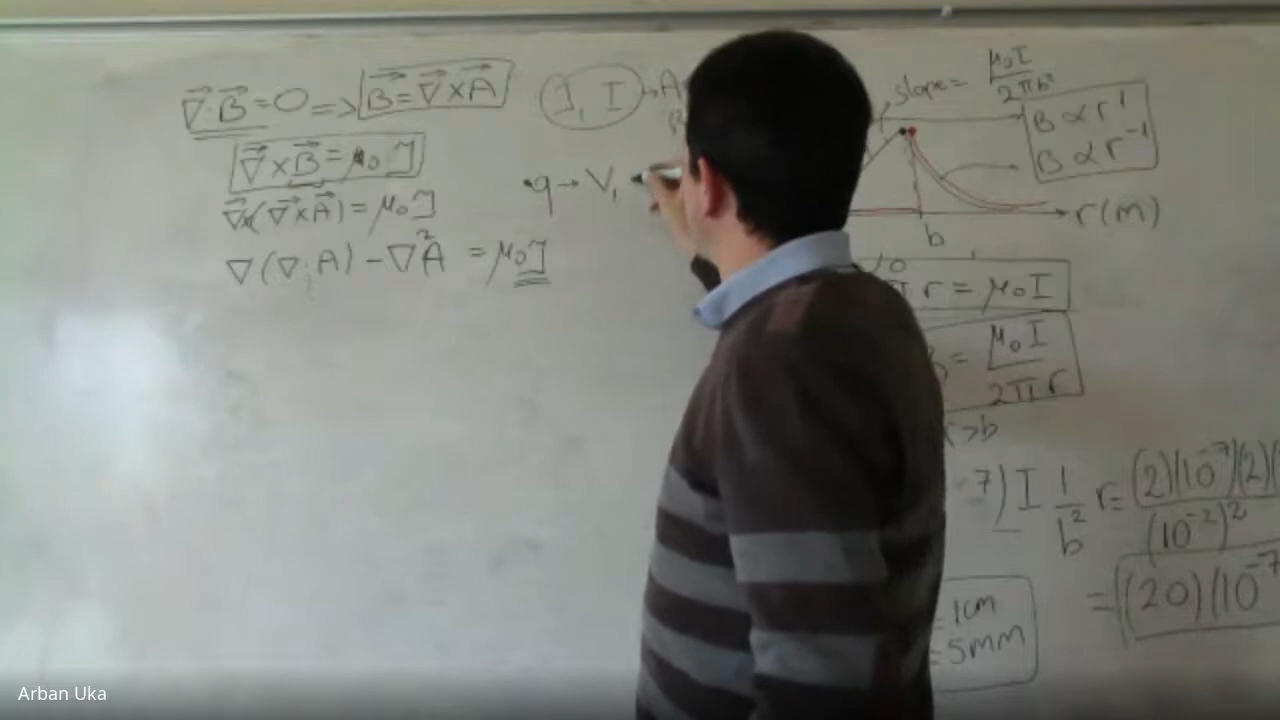 ∇·B=0 => B=∇×A
∇×B=μ₀J
∇×(∇×A)=μ₀J
∇(∇·A)-∇²A = μ₀J
J, I → A
q → V,
slope= μ₀I / 2πb²
B ∝ r¹
B ∝ r⁻¹
r(m)
b
r = μ₀I
= μ₀I / 2πr
r>b
⁻⁷) I 1/b² r = (2)(10⁻⁷)(2)( / (10⁻²)²
= (20)(10⁻⁷
= 1cm
= 5mm
Arban Uka